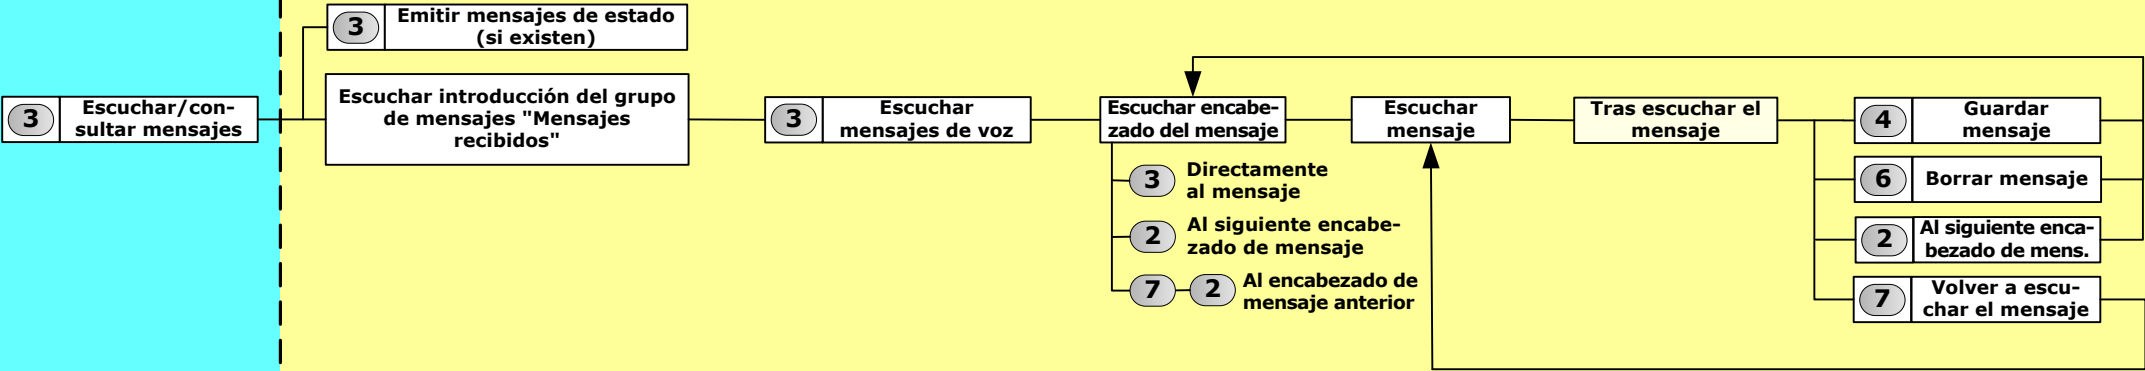 3
Escuchar/con-
sultar mensajes
3
Emitir mensajes de estado
(si existen)
Escuchar introducción del grupo
de mensajes "Mensajes
recibidos"
3
Escuchar
mensajes de voz
Escuchar encabe-
zado del mensaje
3
Directamente
al mensaje
2
Al siguiente encabe-
zado de mensaje
7
2
Al encabezado de
mensaje anterior
Escuchar
mensaje
Tras escuchar el
mensaje
4
Guardar
mensaje
6
Borrar mensaje
2
Al siguiente enca-
bezado de mens.
7
Volver a escu-
char el mensaje